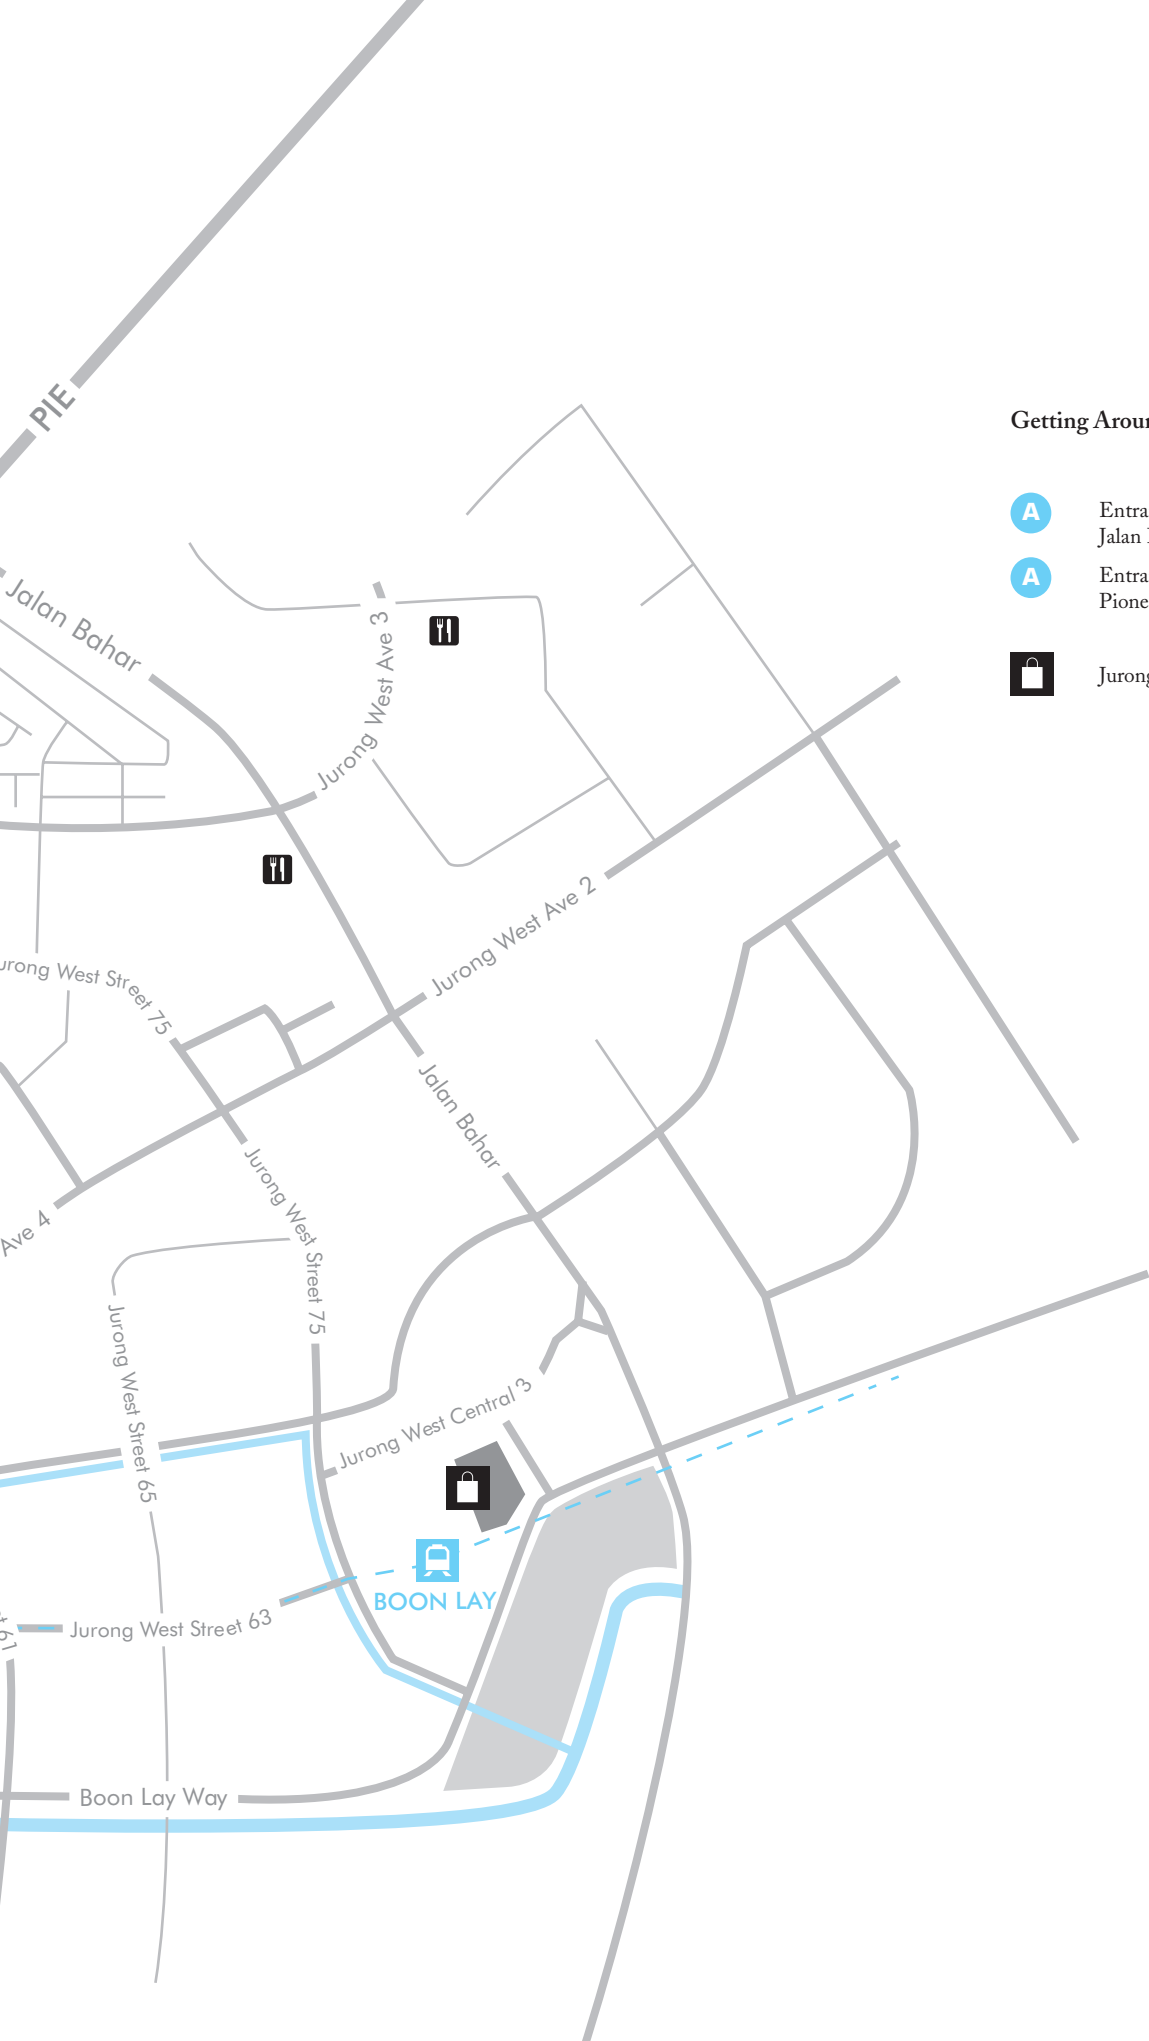 PIE
Getting Arou
A
Entra
Jalan
A
Entra
Pione
Jurong
Jalan Bahar
Jurong West Ave 3
Jurong West Ave 2
urong West Street 75
Jalan Bahar
Jurong West Street 75
Ave 4
Jurong West Street 65
Jurong West Central 3
BOON LAY
Jurong West Street 63
t 61
Boon Lay Way